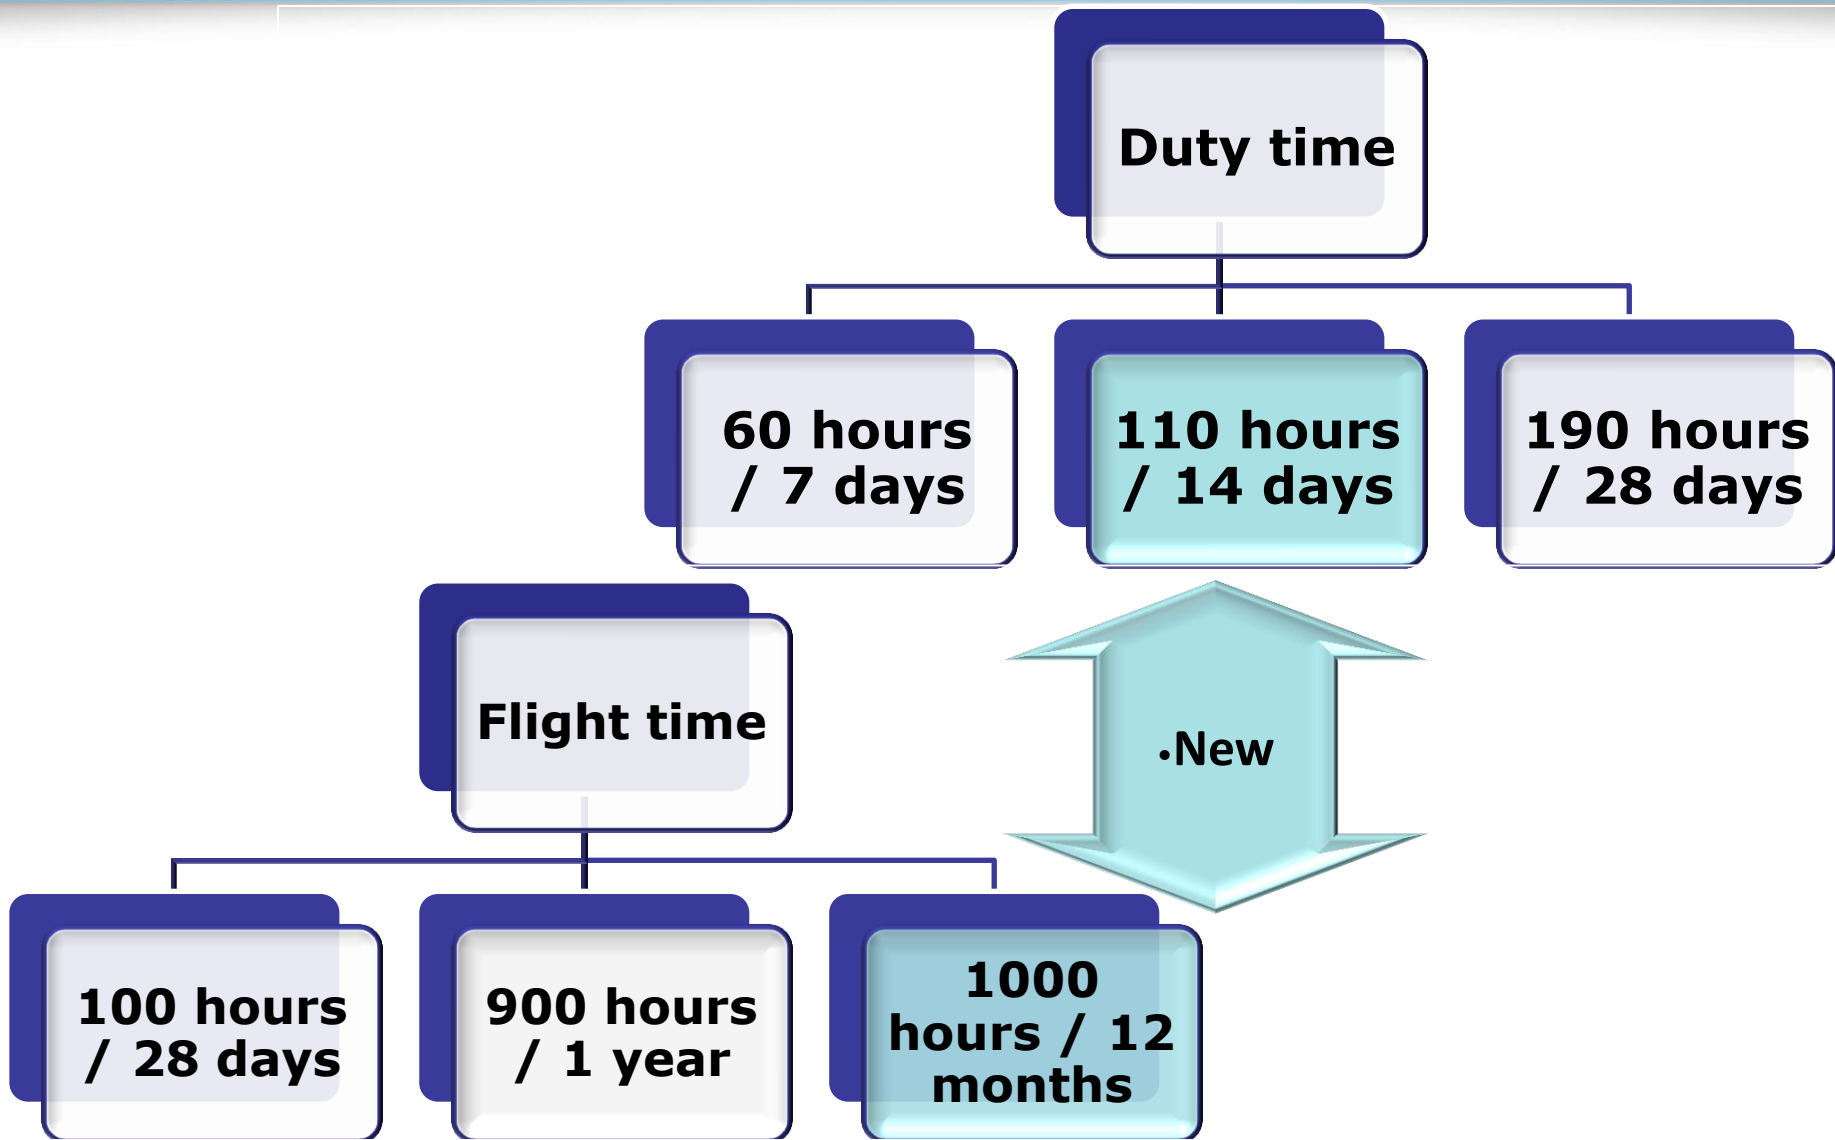 Duty time
60 hours
/ 7 days
110 hours
/ 14 days
190 hours
/ 28 days
Flight time
•New
100 hours
/ 28 days
900 hours
/ 1 year
1000
hours / 12
months